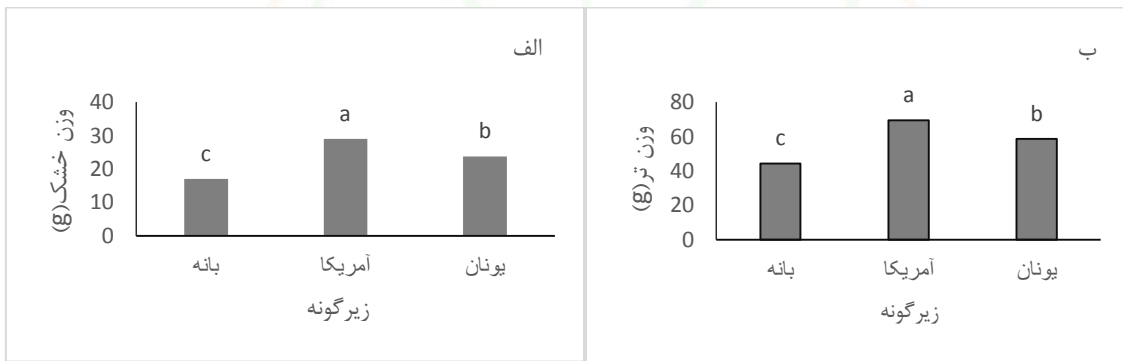 الف
وزن خشک(g)
40
30
20
10
0
c
a
b
بانه
آمریکا
یونان
زیرگونه
ب
وزن تر(g)
80
60
40
20
0
c
a
b
بانه
آمریکا
یونان
زیرگونه